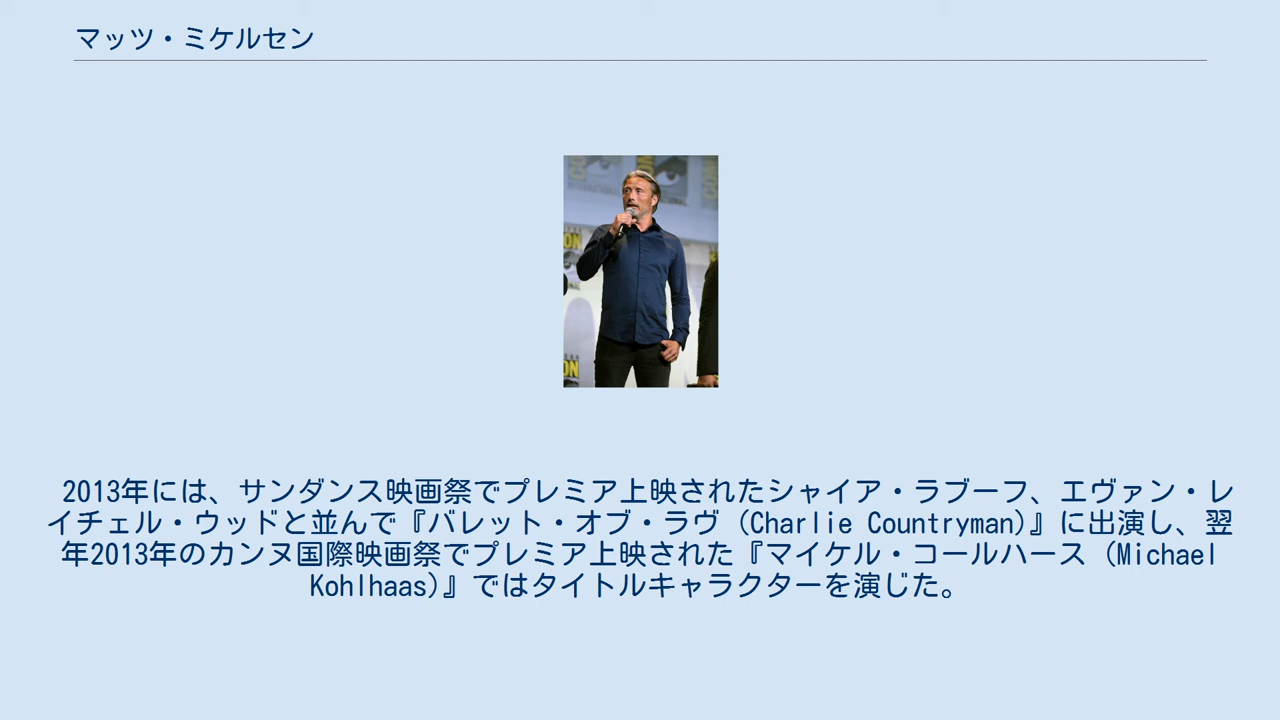 マッツ・ミケルセン
CON
CON
CON
INTERNATIONAL
ION
CON
2013年には、サンダンス映画祭でプレミア上映されたシャイア・ラブーフ、エヴァン・レ
イチェル・ウッドと並んで『バレット・オブ・ラヴ (Charlie Countryman)』に出演し、翌
年2013年のカンヌ国際映画祭でプレミア上映された『マイケル・コールハース (Michael
Kohlhaas)』ではタイトルキャラクターを演じた。